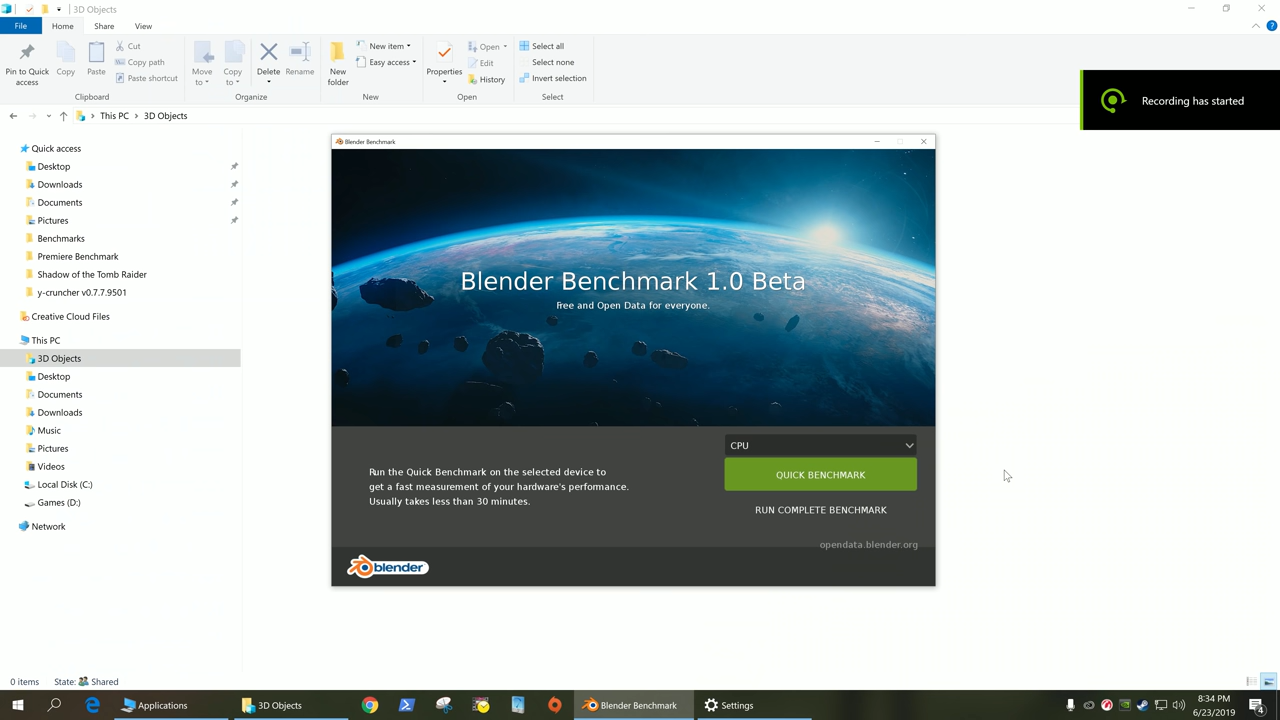 3D Objects
File Home Share View
Pin to Quick access
Copy
Paste
Cut
Copy path
Paste shortcut
Clipboard
Move to
Copy to
Delete
Rename
Organize
New folder
New item
Easy access
New
Properties
Open
Edit
History
Open
Select all
Select none
Invert selection
Select
Recording has started
This PC
3D Objects
Quick access
Desktop
Downloads
Documents
Pictures
Benchmarks
Premiere Benchmark
Shadow of the Tomb Raider
y-cruncher v0.7.7.9501
Creative Cloud Files
This PC
3D Objects
Desktop
Documents
Downloads
Music
Pictures
Videos
Local Disk (C:)
Games (D:)
Network
Blender Benchmark
Blender Benchmark 1.0 Beta
Free and Open Data for everyone.
Run the Quick Benchmark on the selected device to
get a fast measurement of your hardware's performance.
Usually takes less than 30 minutes.
CPU
QUICK BENCHMARK
RUN COMPLETE BENCHMARK
opendata.blender.org
blender
0 items State: Shared
Applications
3D Objects
Blender Benchmark
Settings
8:34 PM
6/23/2019
4